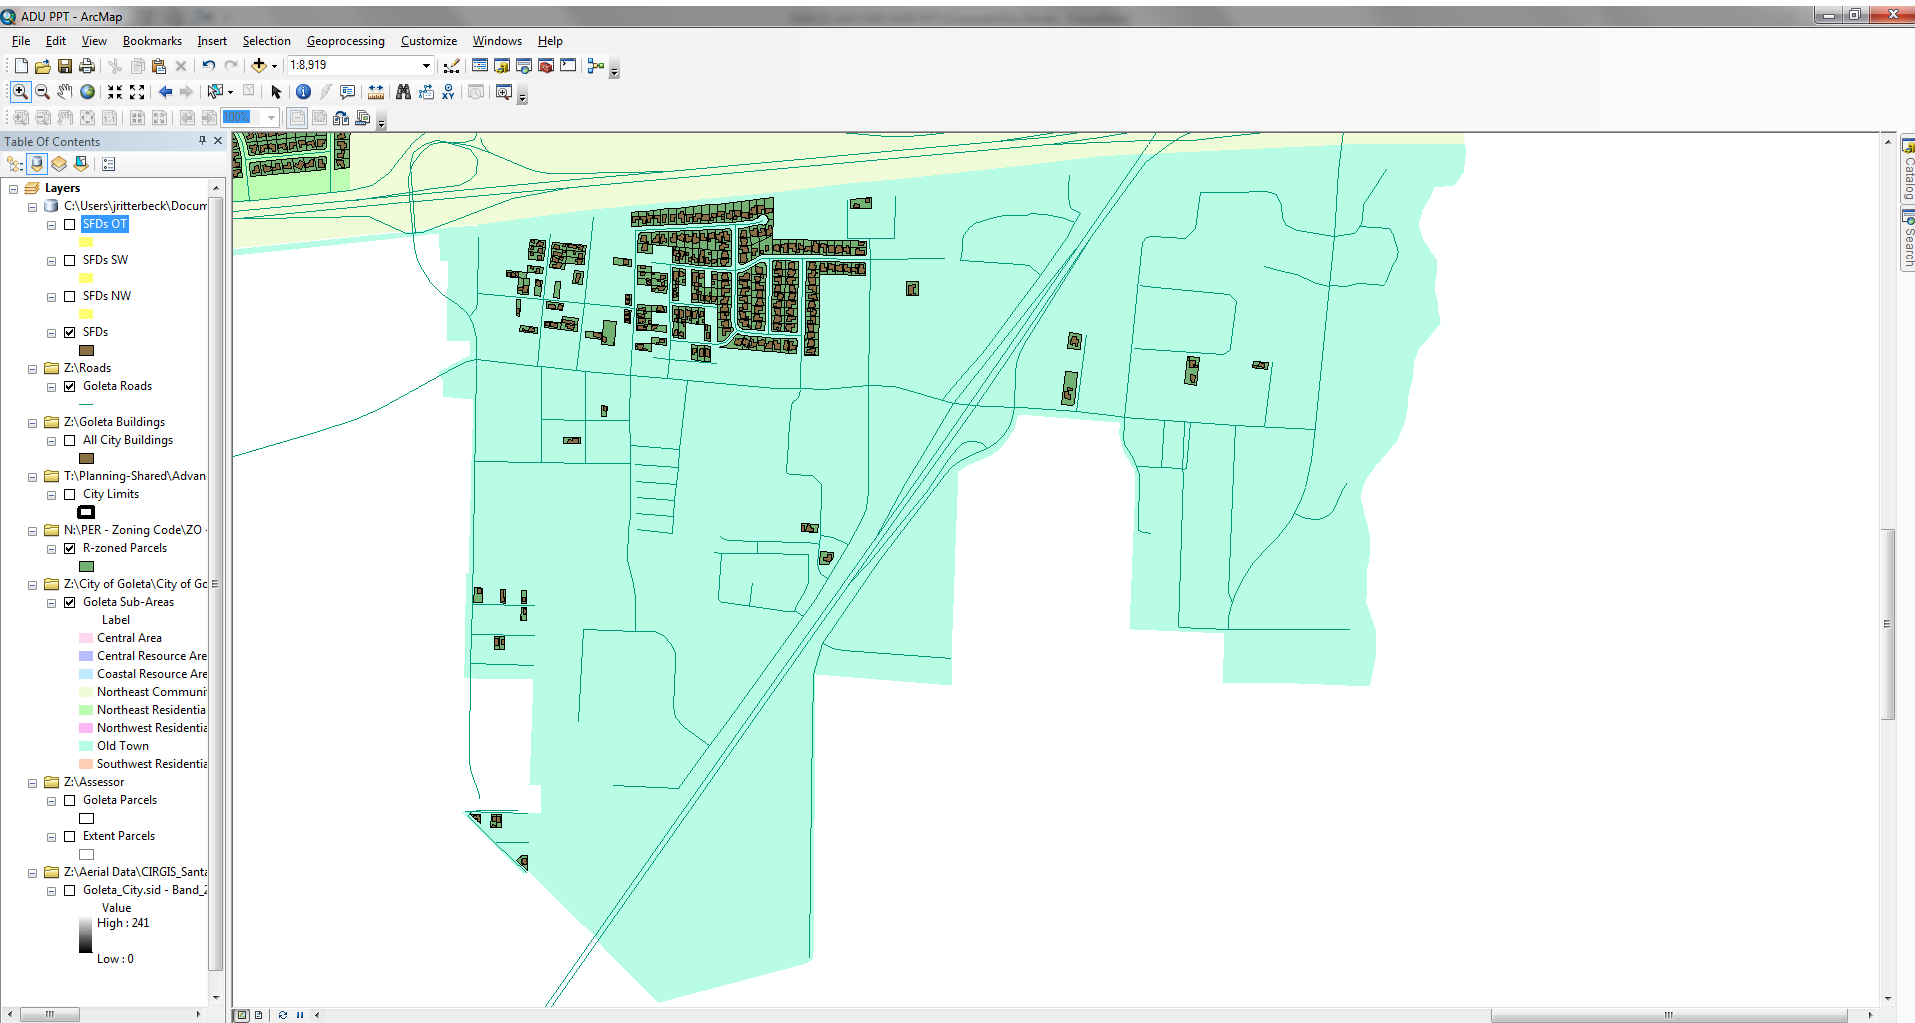 ADU PPT - ArcMap
File Edit View Bookmarks Insert Selection Geoprocessing Customize Windows Help
1:8,919
100%
Table Of Contents
Layers
C:\Users\jritterbeck\Docum
SFDs OT
SFDs SW
SFDs NW
SFDs
Z:\Roads
Goleta Roads
Z:\Goleta Buildings
All City Buildings
T:\Planning-Shared\Advan
City Limits
N:\PER - Zoning Code\ZO -
R-zoned Parcels
Z:\City of Goleta\City of Gc
Goleta Sub-Areas
Label
Central Area
Central Resource Are
Coastal Resource Are
Northeast Communi
Northeast Residentia
Northwest Residentia
Old Town
Southwest Residentia
Z:\Assessor
Goleta Parcels
Extent Parcels
Z:\Aerial Data\CIRGIS_Santa
Goleta_City.sid - Band_2
Value
High : 241
Low : 0
Catalog
Search